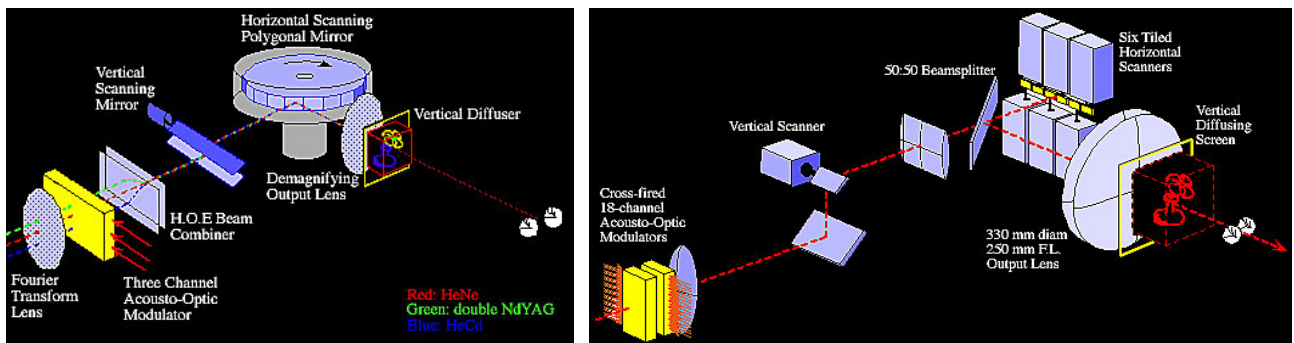 Horizontal Scanning
Polygonal Mirror
Vertical
Scanning
Mirror
Vertical Diffuser
Demagnifying
Output Lens
H.O.E Beam
Combiner
Fourier
Transform
Lens
Three Channel
Acousto-Optic
Modulator
Red: HeNe
Green: double NdYAG
Blue: HeCd
Six Tiled
Horizontal
Scanners
50:50 Beamsplitter
Vertical Scanner
Vertical
Diffusing
Screen
Cross-fired
18-channel
Acousto-Optic
Modulators
330 mm diam
250 mm F.L.
Output Lens